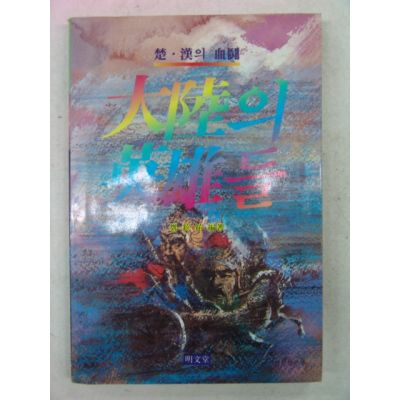 楚·漢의 血鬪
大陸의
英雄들
明文堂